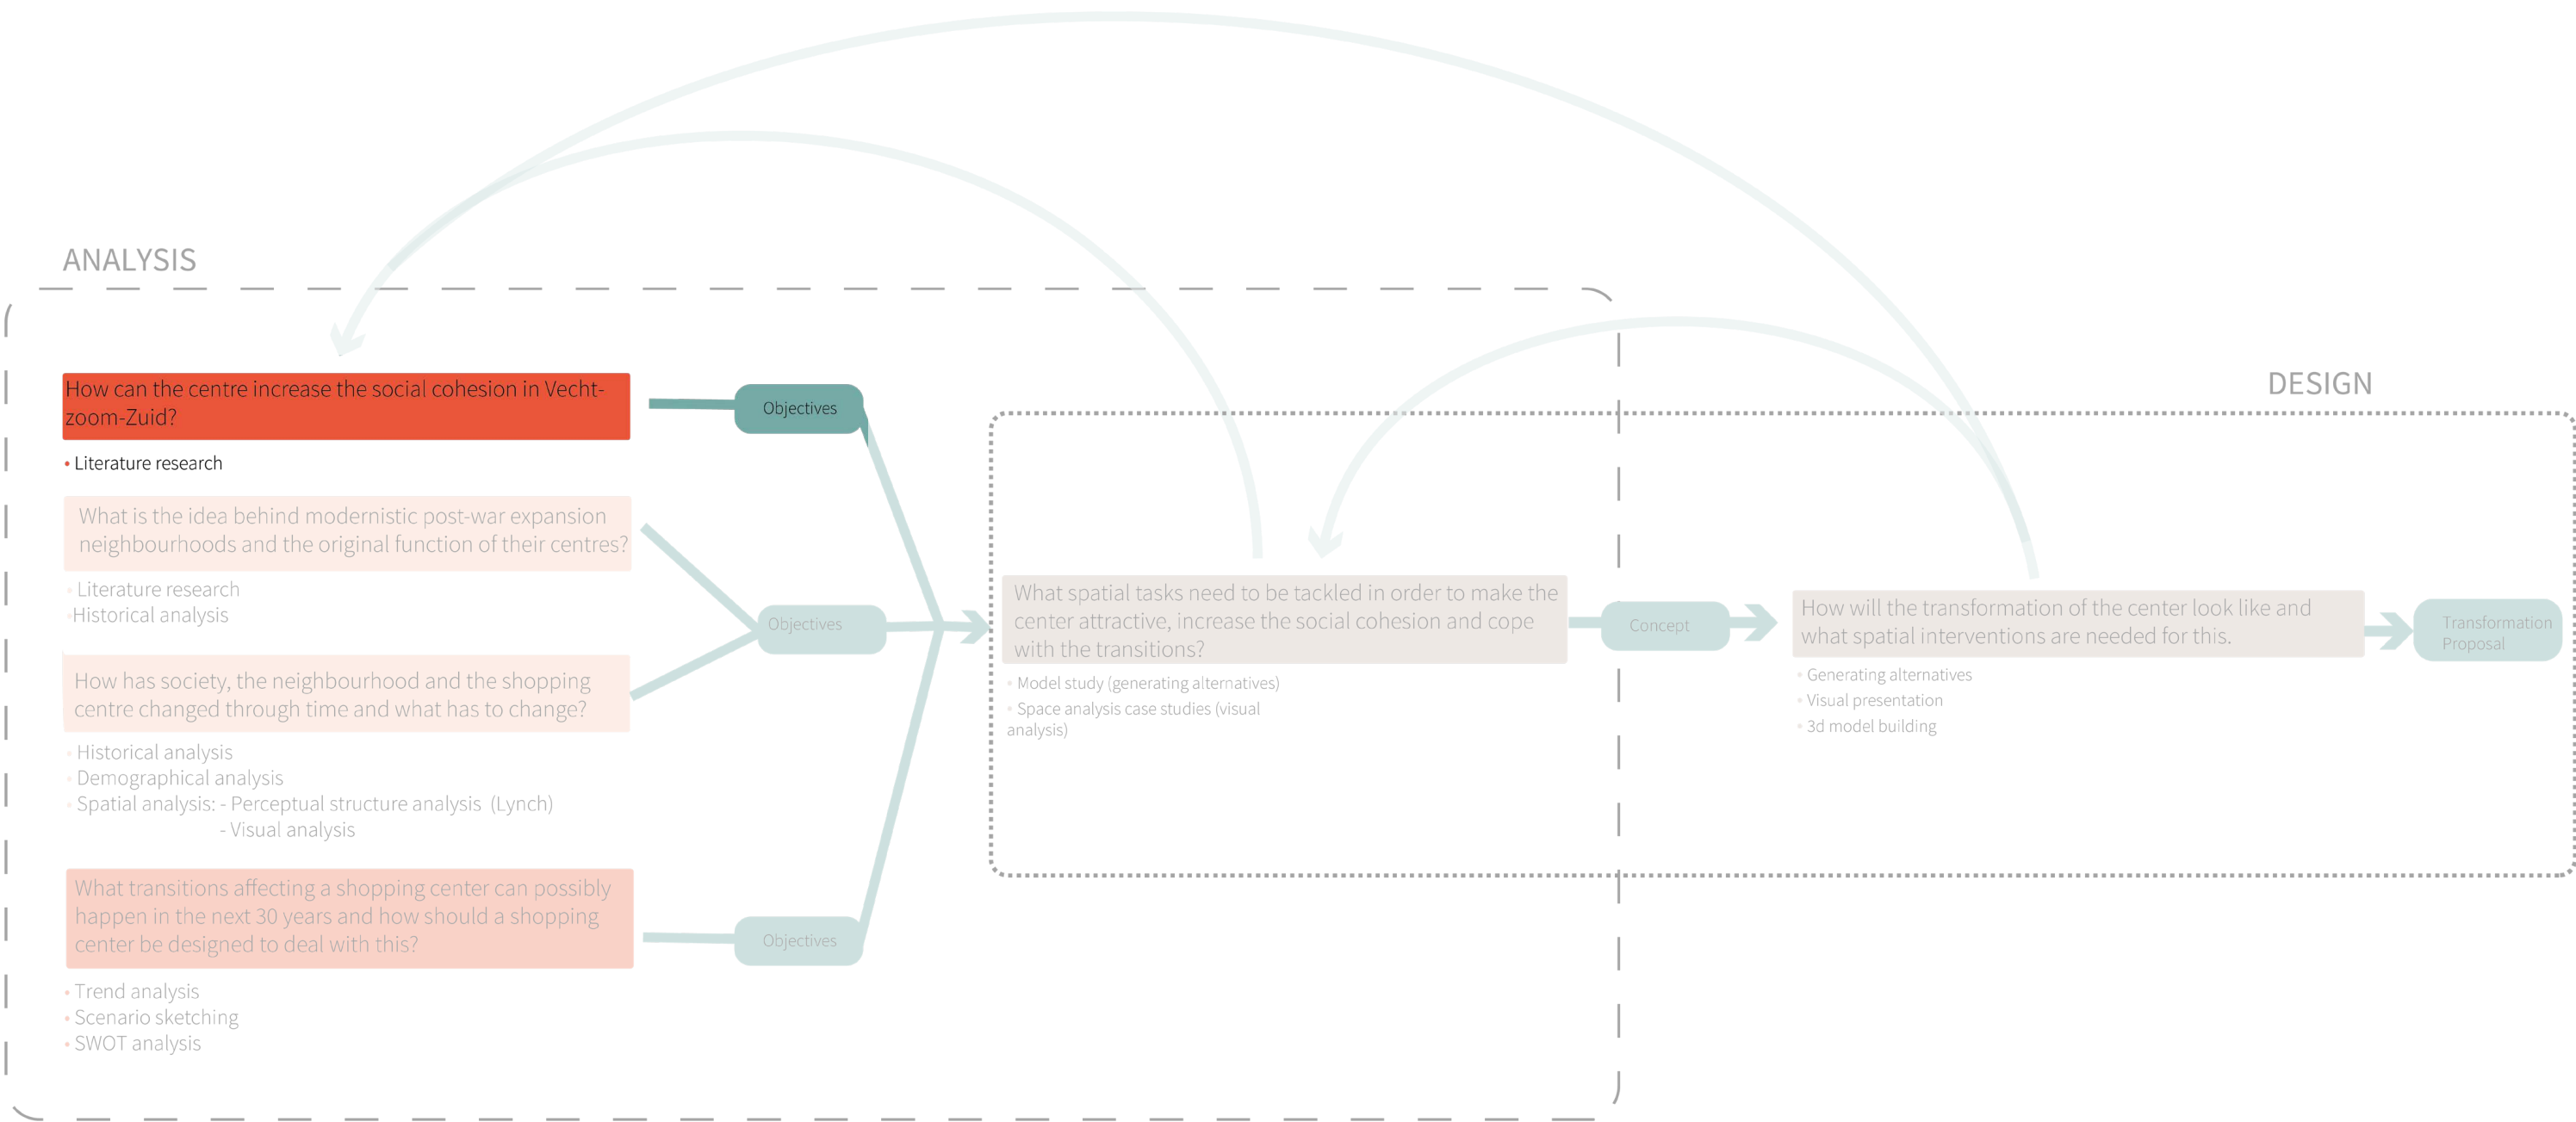 ANALYSIS
How can the centre increase the social cohesion in Vecht-
zoom-Zuid?
• Literature research
What is the idea behind modernistic post-war expansion
neighbourhoods and the original function of their centres?
• Literature research
•Historical analysis
How has society, the neighbourhood and the shopping
centre changed through time and what has to change?
• Historical analysis
• Demographical analysis
• Spatial analysis: - Perceptual structure analysis (Lynch)
- Visual analysis
What transitions affecting a shopping center can possibly
happen in the next 30 years and how should a shopping
center be designed to deal with this?
• Trend analysis
• Scenario sketching
• SWOT analysis
Objectives
Objectives
Objectives
What spatial tasks need to be tackled in order to make the
center attractive, increase the social cohesion and cope
with the transitions?
• Model study (generating alternatives)
• Space analysis case studies (visual
analysis)
Concept
DESIGN
How will the transformation of the center look like and
what spatial interventions are needed for this.
• Generating alternatives
• Visual presentation
• 3d model building
Transformation
Proposal